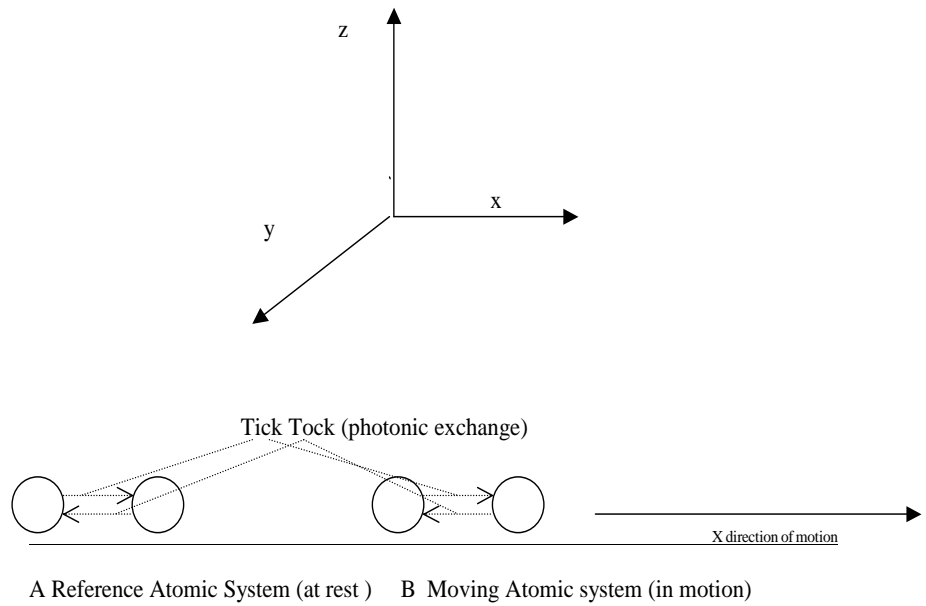 z
x
y
Tick Tock (photonic exchange)
X direction of motion
A Reference Atomic System (at rest ) B Moving Atomic system (in motion)